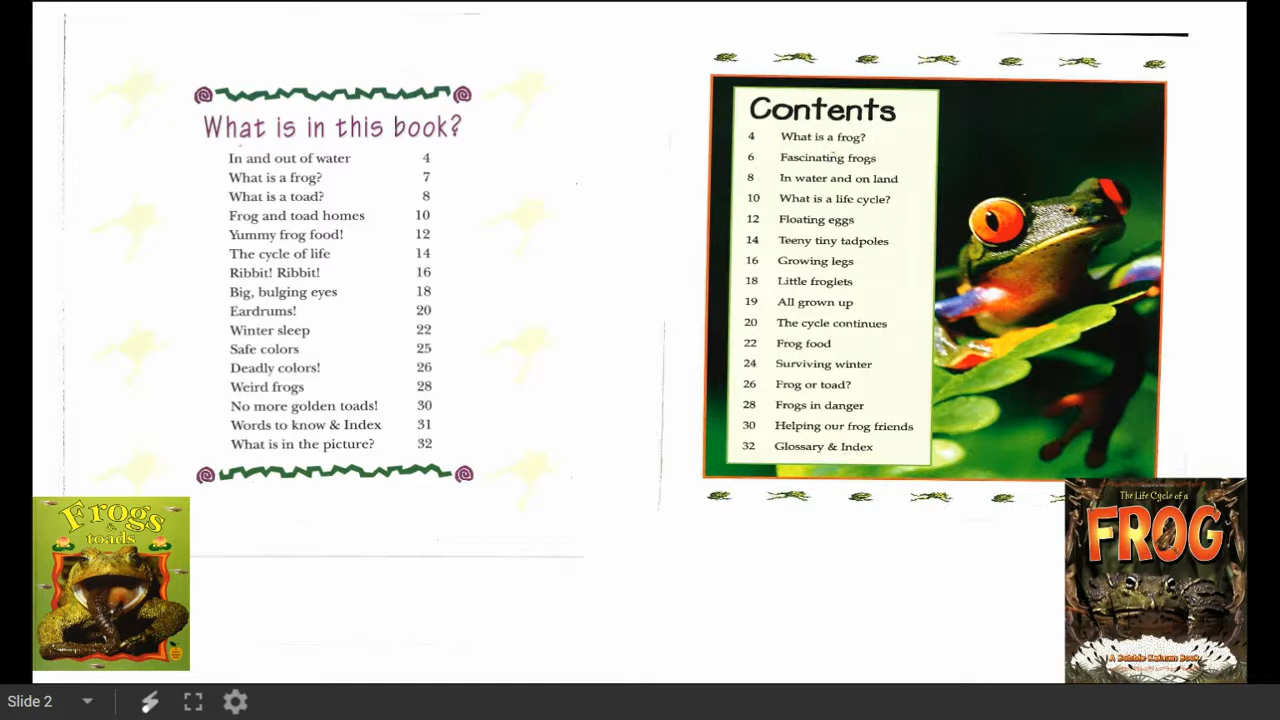 What is in this book?
In and out of water 4
What is a frog? 7
What is a toad? 8
Frog and toad homes 10
Yummy frog food! 12
The cycle of life 14
Ribbit! Ribbit! 16
Big, bulging eyes 18
Eardrums! 20
Winter sleep 22
Safe colors 25
Deadly colors! 26
Weird frogs 28
No more golden toads! 30
Words to know & Index 31
What is in the picture? 32
Contents
4 What is a frog?
6 Fascinating frogs
8 In water and on land
10 What is a life cycle?
12 Floating eggs
14 Teeny tiny tadpoles
16 Growing legs
18 Little froglets
19 All grown up
20 The cycle continues
22 Frog food
24 Surviving winter
26 Frog or toad?
28 Frogs in danger
30 Helping our frog friends
32 Glossary & Index
Frogs
&
toads
The Life Cycle of a
FROG
A Bobbie Kalman Book
Slide 2